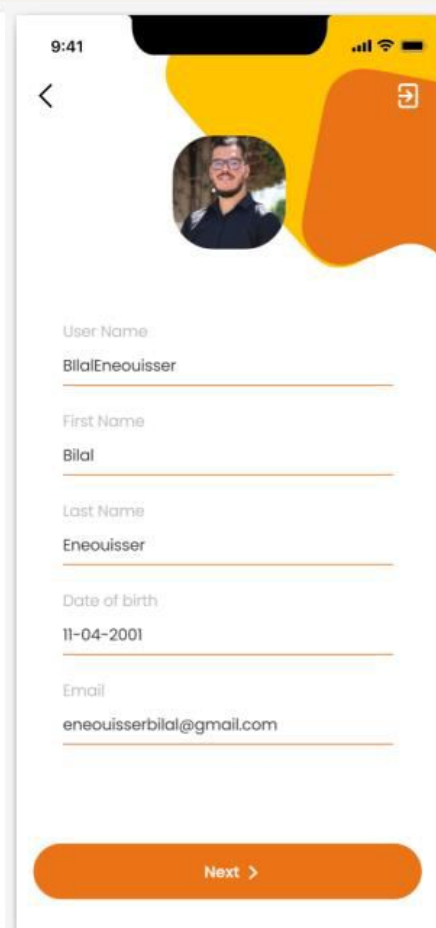 9:41
User Name
BIlalEneouisser
First Name
Bilal
Last Name
Eneouisser
Date of birth
11-04-2001
Email
eneouisserbilal@gmail.com
Next